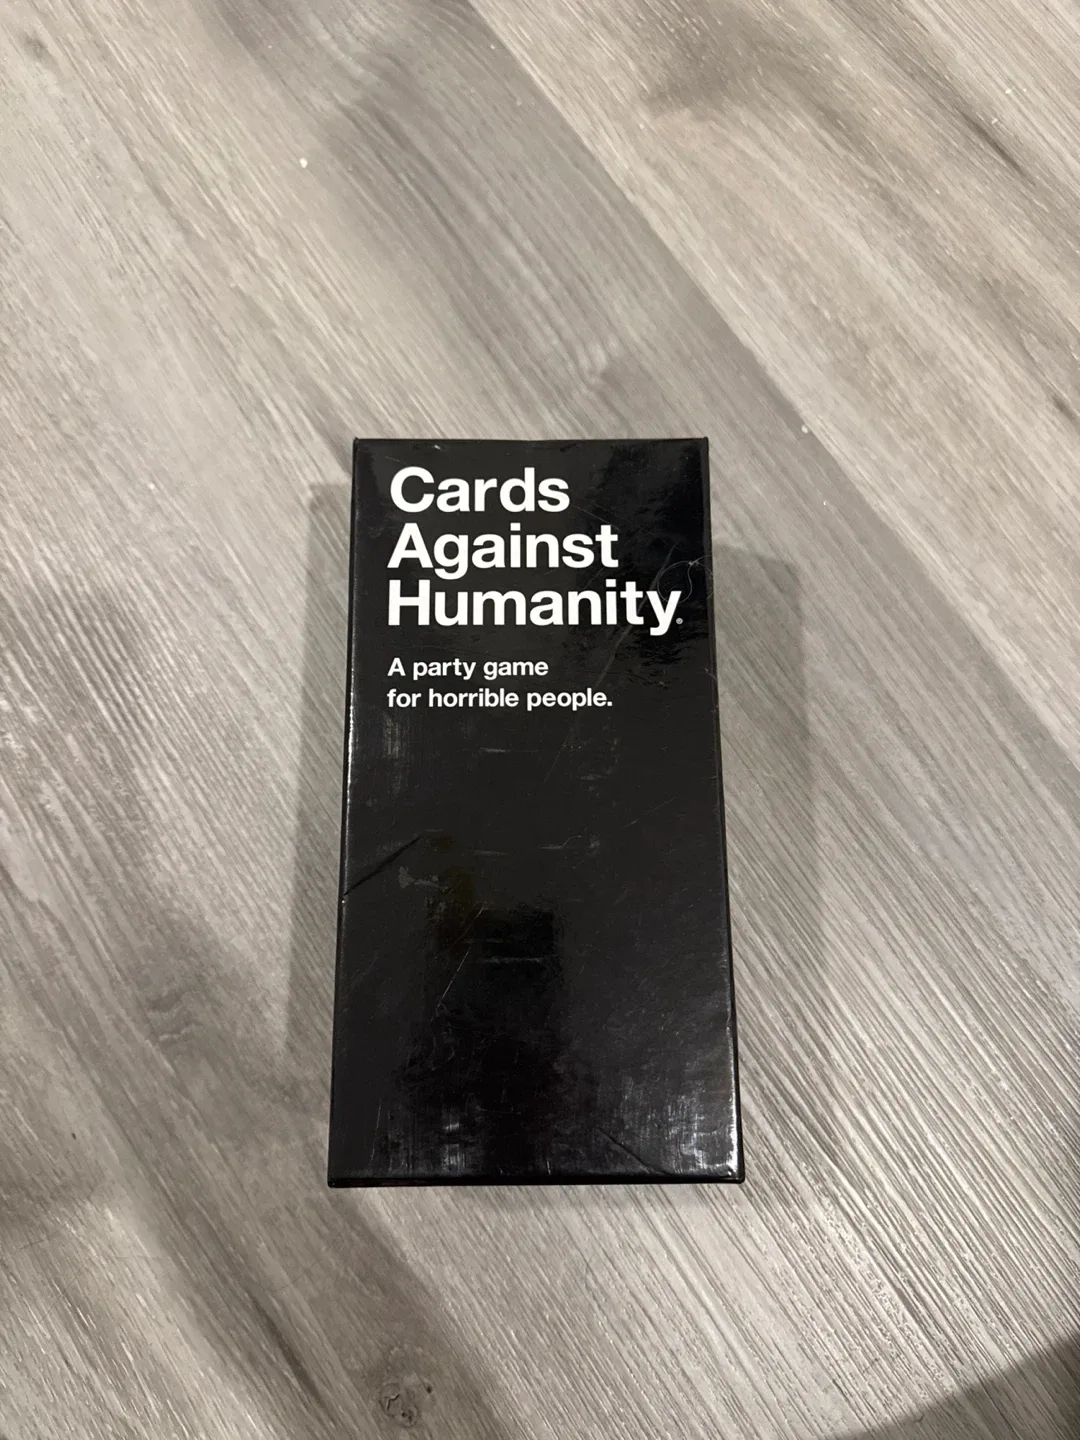 Cards
Against
Humanity®
A party game
for horrible people.